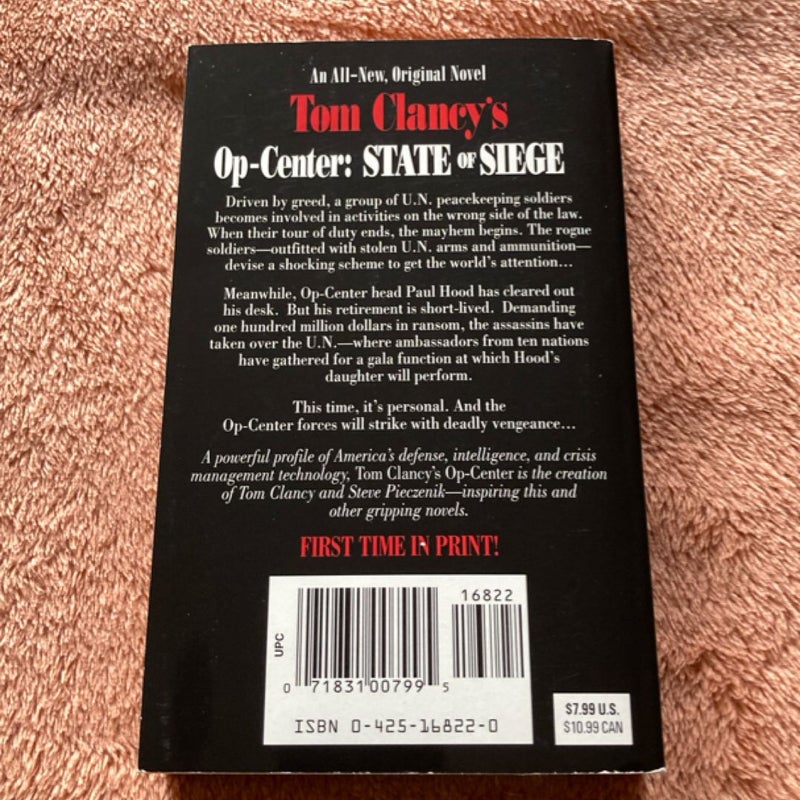 An All-New, Original Novel
Tom Clancy's
Op-Center: STATE OF SIEGE
Driven by greed, a group of U.N. peacekeeping soldiers
becomes involved in activities on the wrong side of the law.
When their tour of duty ends, the mayhem begins. The rogue
soldiers—outfitted with stolen U.N. arms and ammunition—
devise a shocking scheme to get the world's attention...
Meanwhile, Op-Center head Paul Hood has cleared out
his desk. But his retirement is short-lived. Demanding
one hundred million dollars in ransom, the assassins have
taken over the U.N.—where ambassadors from ten nations
have gathered for a gala function at which Hood's
daughter will perform.
This time, it's personal. And the
Op-Center forces will strike with deadly vengeance...
A powerful profile of America's defense, intelligence, and crisis
management technology, Tom Clancy's Op-Center is the creation
of Tom Clancy and Steve Pieczenik—inspiring this and
other gripping novels.
FIRST TIME IN PRINT!
16822
UPC
0 71831 00799 5
ISBN 0-425-16822-0
$7.99 U.S.
$10.99 CAN